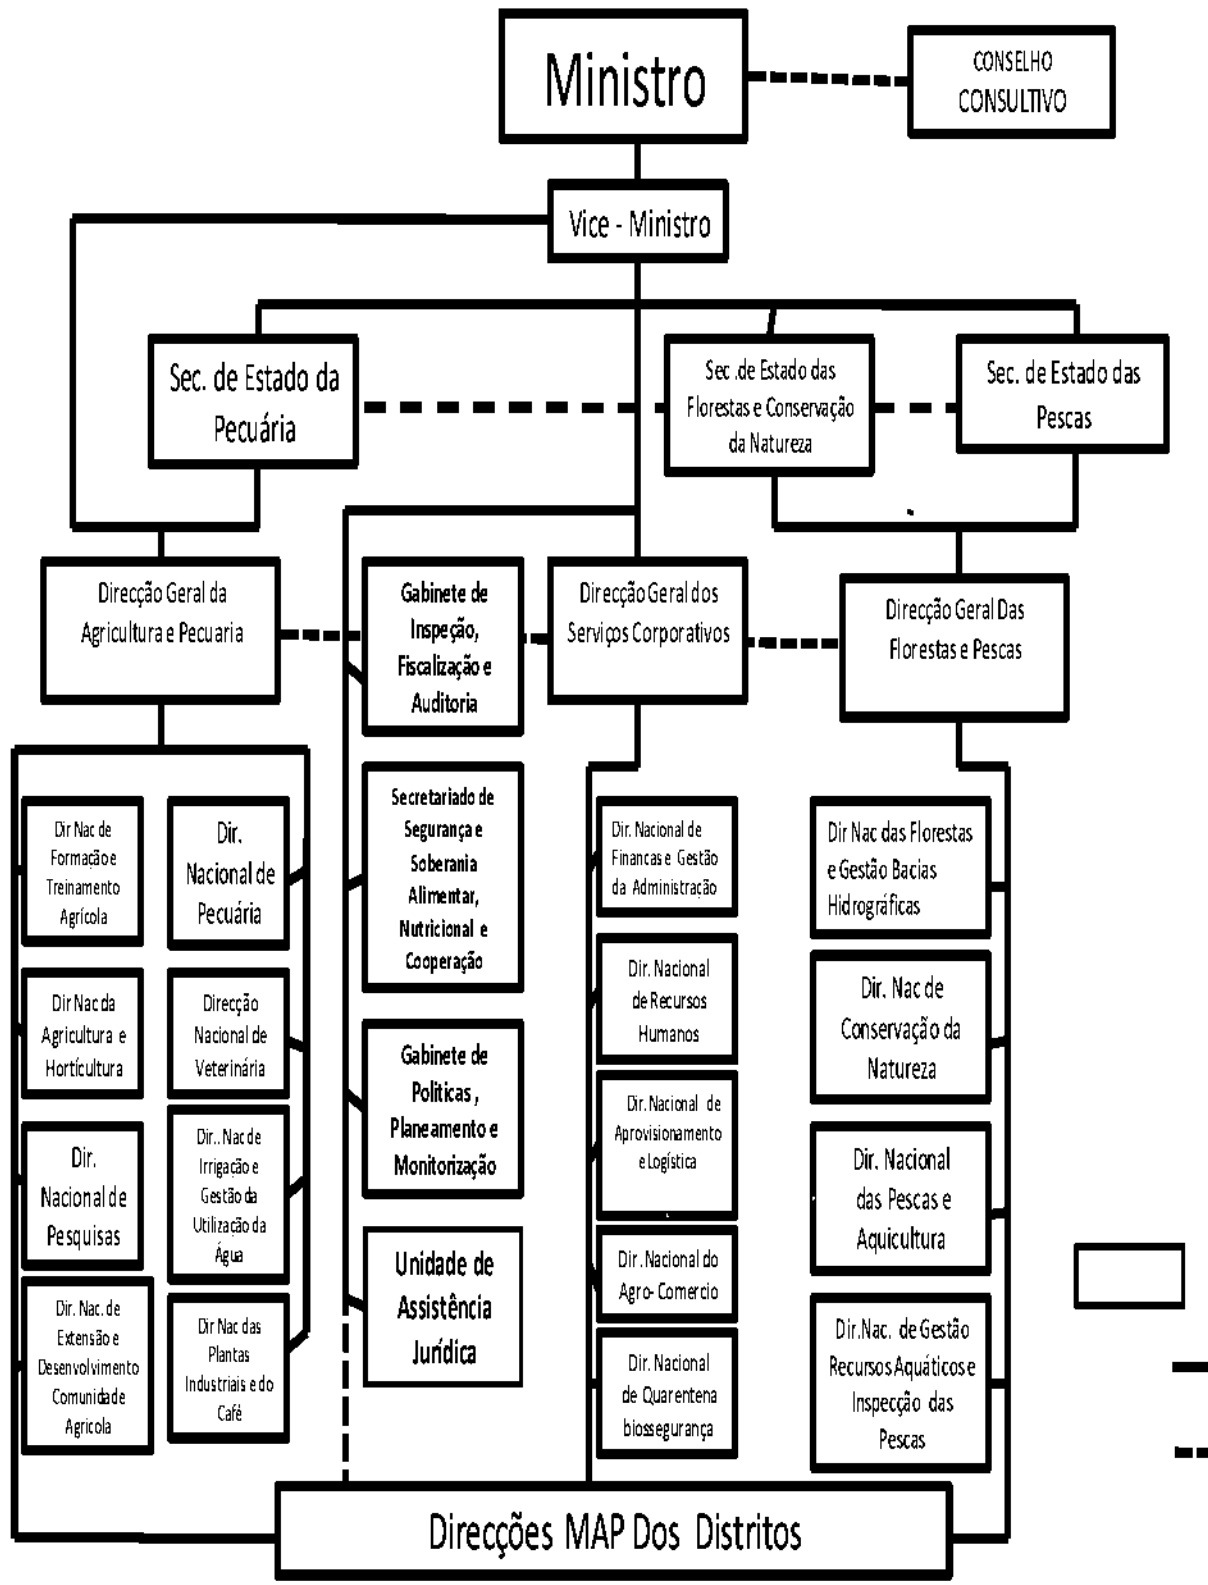 Ministro
CONSELHO
CONSULTIVO
Vice - Ministro
Sec. de Estado da
Pecuária
Sec .de Estado das
Florestas e Conservação
da Natureza
Sec. de Estado das
Pescas
Direcção Geral da
Agricultura e Pecuaria
Gabinete de
Inspeção,
Fiscalização e
Auditoria
Direcção Geral dos
Serviços Corporativos
Direcção Geral Das
Florestas e Pescas
Dir Nac de
Formação e
Treinamento
Agrícola
Dir.
Nacional de
Pecuária
Secretariado de
Segurança e
Soberania
Alimentar,
Nutricional e
Cooperação
Dir. Nacional de
Financas e Gestão
da Administração
Dir Nac das Florestas
e Gestão Bacias
Hidrográficas
Dir Nac da
Agricultura e
Hortícultura
Direcção
Nacional de
Veterinária
Gabinete de
Politicas ,
Planeamento e
Monitorização
Dir. Nacional
de Recursos
Humanos
Dir. Nac de
Conservação da
Natureza
Dir.
Nacional de
Pesquisas
Dir.. Nac de
Irrigação e
Gestão da
Utilização da
Água
Dir. Nacional de
Aprovisionamento
e Logística
Dir. Nacional
das Pescas e
Aquicultura
Unidade de
Assistência
Jurídica
Dir. Nacional do
Agro- Comercio
Dir. Nac. de
Extensão e
Desenvolvimento
Comunidade
Agricola
Dir Nac das
Plantas
Industriais e do
Café
Dir. Nacional
de Quarentena
biossegurança
Dir.Nac. de Gestão
Recursos Aquáticos e
Inspecção das
Pescas
Direcções MAP Dos Distritos